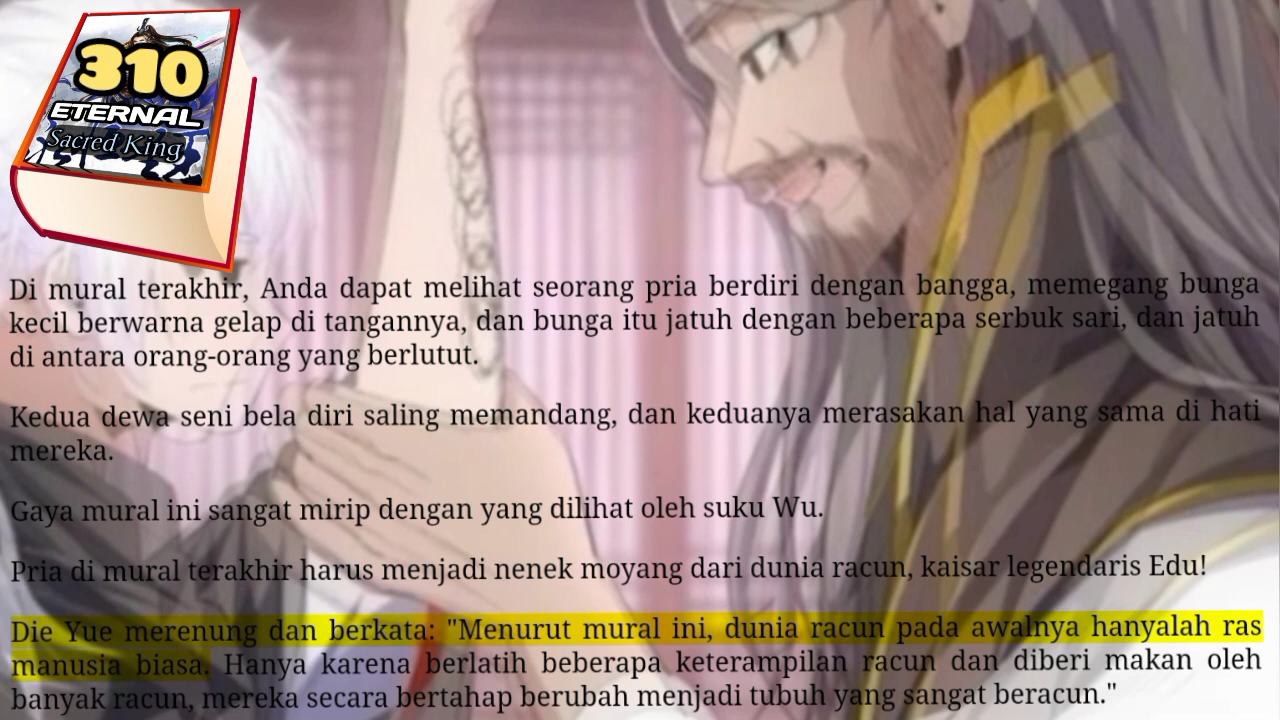 310
ETERNAL
Sacred King
Di mural terakhir, Anda dapat melihat seorang pria berdiri dengan bangga, memegang bunga
kecil berwarna gelap di tangannya, dan bunga itu jatuh dengan beberapa serbuk sari, dan jatuh
di antara orang-orang yang berlutut.
Kedua dewa seni bela diri saling memandang, dan keduanya merasakan hal yang sama di hati
mereka.
Gaya mural ini sangat mirip dengan yang dilihat oleh suku Wu.
Pria di mural terakhir harus menjadi nenek moyang dari dunia racun, kaisar legendaris Edu!
Die Yue merenung dan berkata: "Menurut mural ini, dunia racun pada awalnya hanyalah ras
manusia biasa. Hanya karena berlatih beberapa keterampilan racun dan diberi makan oleh
banyak racun, mereka secara bertahap berubah menjadi tubuh yang sangat beracun."